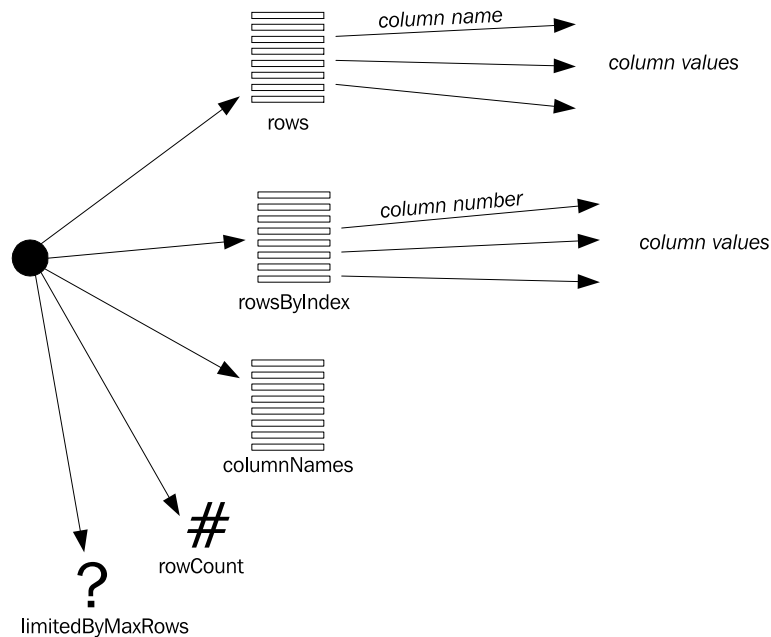 column name
column values
rows
column number
column values
rowsByIndex
columnNames
#
rowCount
?
limitedByMaxRows